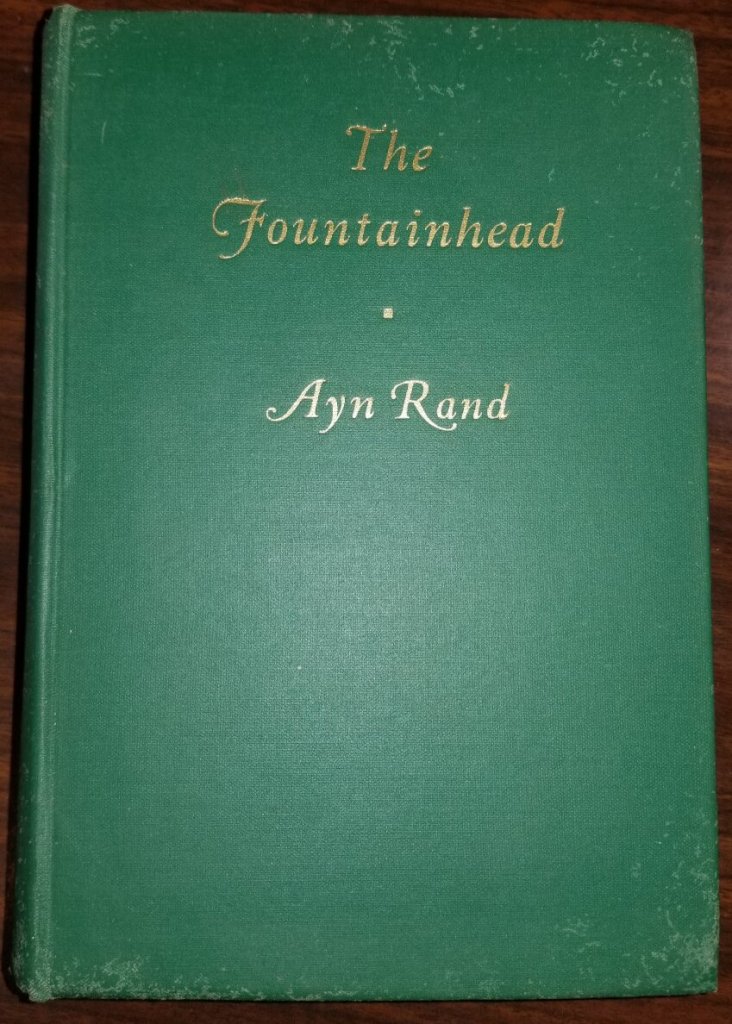 The
Fountainhead
Ayn Rand